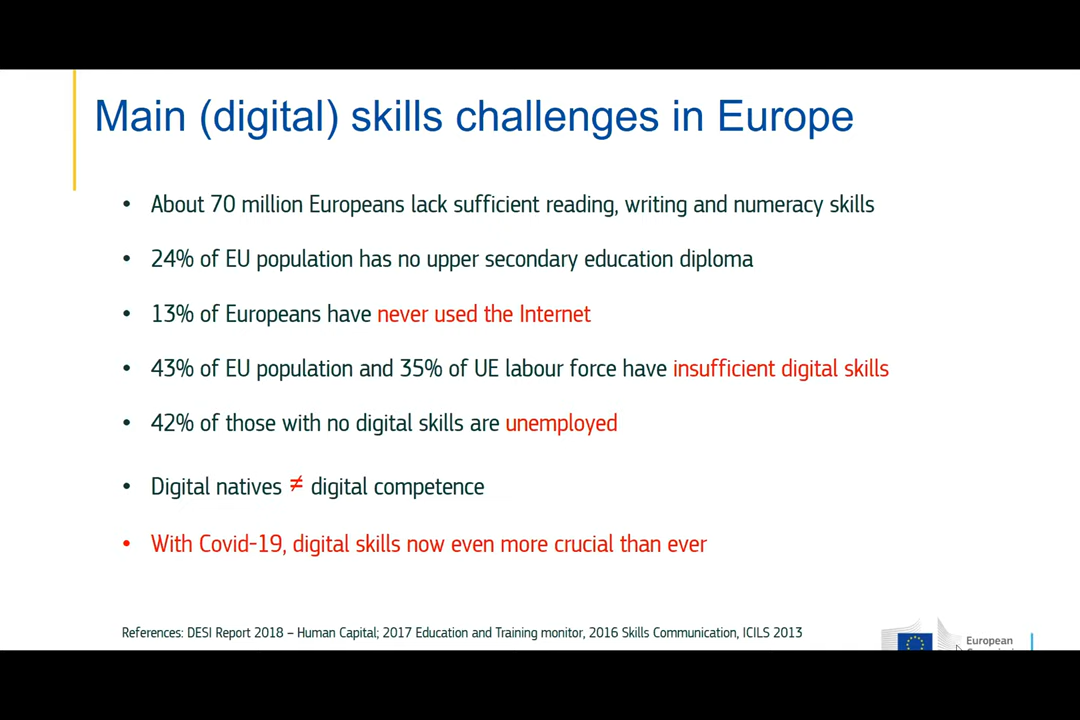 Main (digital) skills challenges in Europe
• About 70 million Europeans lack sufficient reading, writing and numeracy skills
• 24% of EU population has no upper secondary education diploma
• 13% of Europeans have never used the Internet
• 43% of EU population and 35% of UE labour force have insufficient digital skills
• 42% of those with no digital skills are unemployed
• Digital natives ≠ digital competence
• With Covid-19, digital skills now even more crucial than ever
References: DESI Report 2018 – Human Capital; 2017 Education and Training monitor, 2016 Skills Communication, ICILS 2013
European